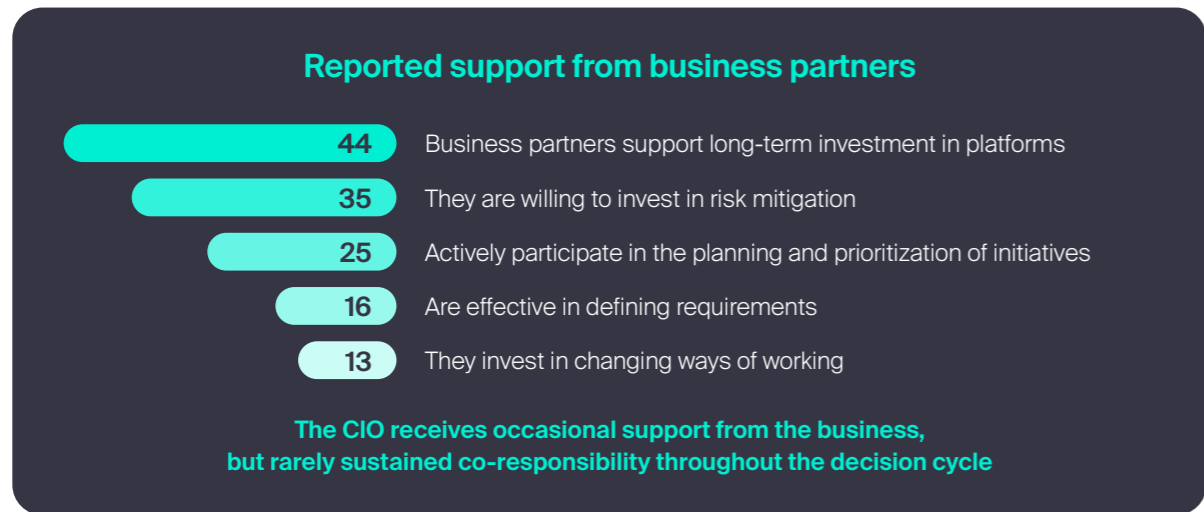 Reported support from business partners
44 Business partners support long-term investment in platforms
35 They are willing to invest in risk mitigation
25 Actively participate in the planning and prioritization of initiatives
16 Are effective in defining requirements
13 They invest in changing ways of working
The CIO receives occasional support from the business,
but rarely sustained co-responsibility throughout the decision cycle